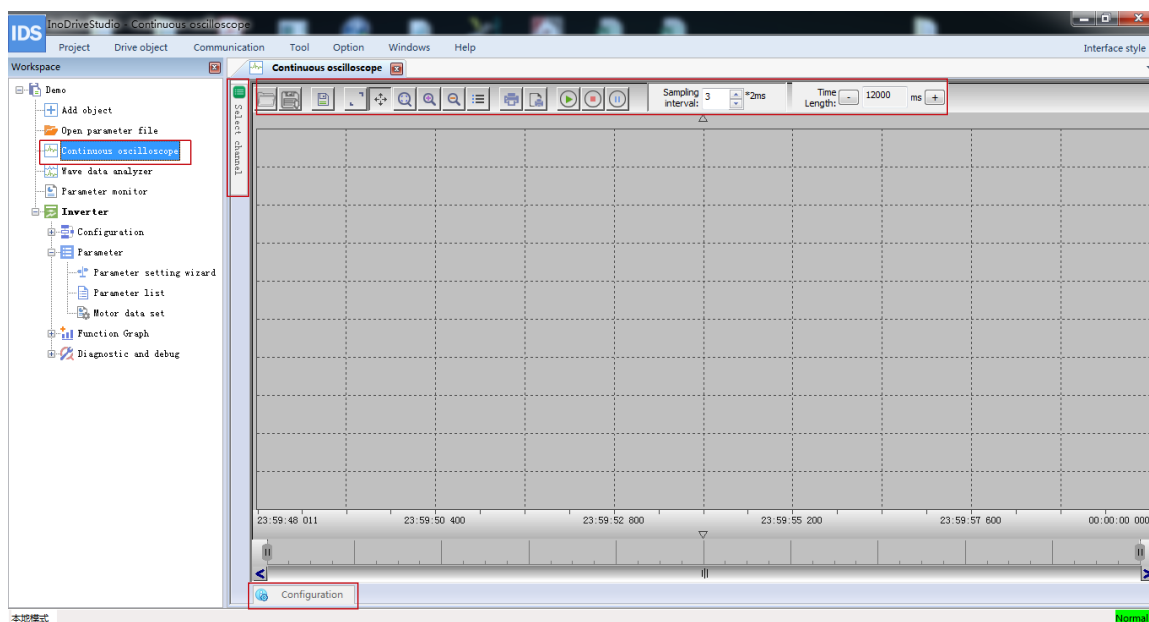 IDS
InoDriveStudio - Continuous oscilloscope
Project Drive object Communication Tool Option Windows Help Interface style
Workspace
Continuous oscilloscope
Demo
Add object
Open parameter file
Continuous oscilloscope
Wave data analyzer
Parameter monitor
Inverter
Configuration
Parameter
Parameter setting wizard
Parameter list
Motor data set
Function Graph
Diagnostic and debug
Select channel
Sampling interval: 3 *2ms
Time Length: - 12000 ms +
23:59:48 011 23:59:50 400 23:59:52 800 23:59:55 200 23:59:57 600 00:00:00 000
Configuration
本地模式
Normal